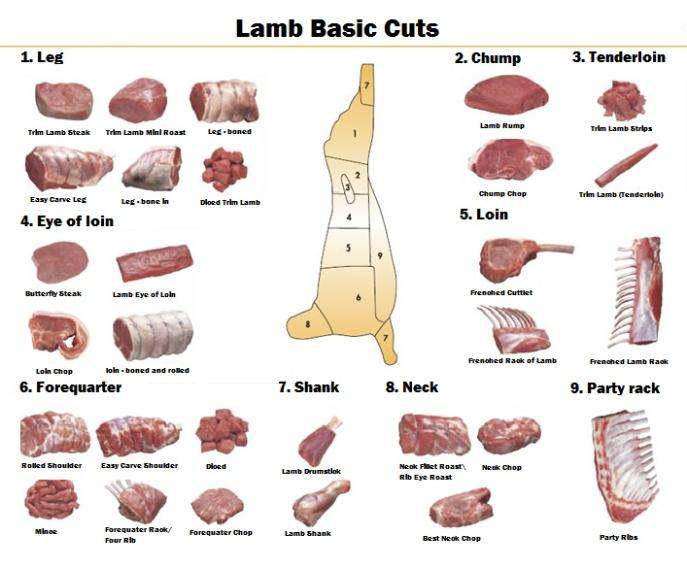 Lamb Basic Cuts
1. Leg
Trim Lamb Steak
Trim Lamb Mini Roast
Leg - boned
Easy Carve Leg
Leg - bone in
Diced Trim Lamb
7
1
2
3
4
5
9
6
8
7
2. Chump
Lamb Rump
Chump Chop
3. Tenderloin
Trim Lamb Strips
Trim Lamb (Tenderloin)
4. Eye of loin
Butterfly Steak
Lamb Eye of Loin
Loin Chop
loin - boned and rolled
5. Loin
Frenched Cuttlet
Frenched Rack of Lamb
Frenched Lamb Rack
6. Forequarter
Rolled Shoulder
Easy Carve Shoulder
Diced
Mince
Forequater Rack/
Four Rib
Forequater Chop
7. Shank
Lamb Drumstick
Lamb Shank
8. Neck
Neck Fillet Roast\
Rib Eye Roast
Neck Chop
Best Neck Chop
9. Party rack
Party Ribs